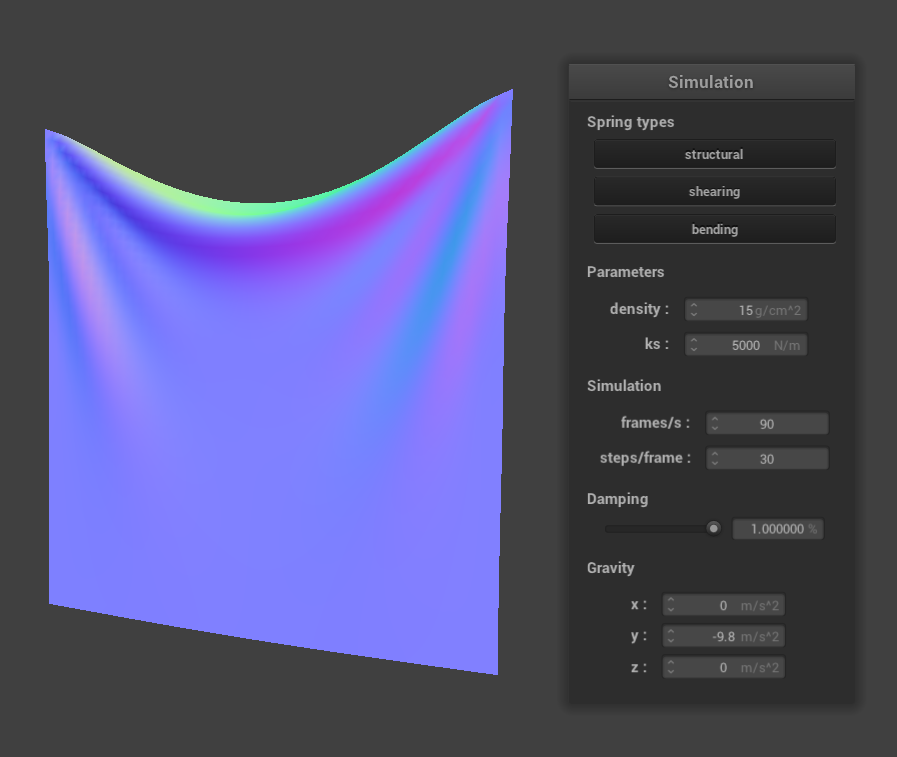 Simulation
Spring types
structural
shearing
bending
Parameters
density : 15 g/cm^2
ks : 5000 N/m
Simulation
frames/s : 90
steps/frame : 30
Damping
1.000000 %
Gravity
x : 0 m/s^2
y : -9.8 m/s^2
z : 0 m/s^2